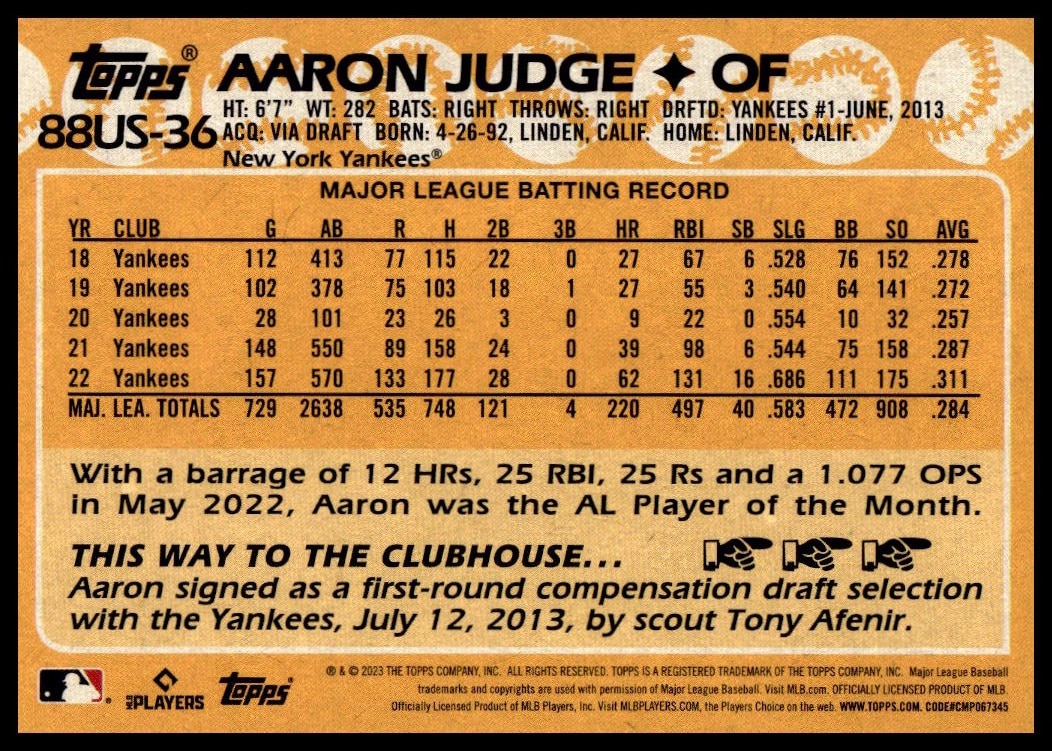 Topps® AARON JUDGE ✦ OF
88US-36 HT: 6'7" WT: 282 BATS: RIGHT THROWS: RIGHT DRFTD: YANKEES #1-JUNE, 2013
ACQ: VIA DRAFT BORN: 4-26-92, LINDEN, CALIF. HOME: LINDEN, CALIF.
New York Yankees®
MAJOR LEAGUE BATTING RECORD
YR CLUB G AB R H 2B 3B HR RBI SB SLG BB SO AVG
18 Yankees 112 413 77 115 22 0 27 67 6 .528 76 152 .278
19 Yankees 102 378 75 103 18 1 27 55 3 .540 64 141 .272
20 Yankees 28 101 23 26 3 0 9 22 0 .554 10 32 .257
21 Yankees 148 550 89 158 24 0 39 98 6 .544 75 158 .287
22 Yankees 157 570 133 177 28 0 62 131 16 .686 111 175 .311
MAJ. LEA. TOTALS 729 2638 535 748 121 4 220 497 40 .583 472 908 .284
With a barrage of 12 HRs, 25 RBI, 25 Rs and a 1.077 OPS
in May 2022, Aaron was the AL Player of the Month.
THIS WAY TO THE CLUBHOUSE...
Aaron signed as a first-round compensation draft selection
with the Yankees, July 12, 2013, by scout Tony Afenir.
MLB PLAYERS Topps®
® & © 2023 THE TOPPS COMPANY, INC. ALL RIGHTS RESERVED. TOPPS IS A REGISTERED TRADEMARK OF THE TOPPS COMPANY, INC. Major League Baseball
trademarks and copyrights are used with permission of Major League Baseball. Visit MLB.com. OFFICIALLY LICENSED PRODUCT OF MLB.
Officially Licensed Product of MLB Players, Inc. Visit MLBPLAYERS.COM, the Players Choice on the web. WWW.TOPPS.COM. CODE#CMP067345